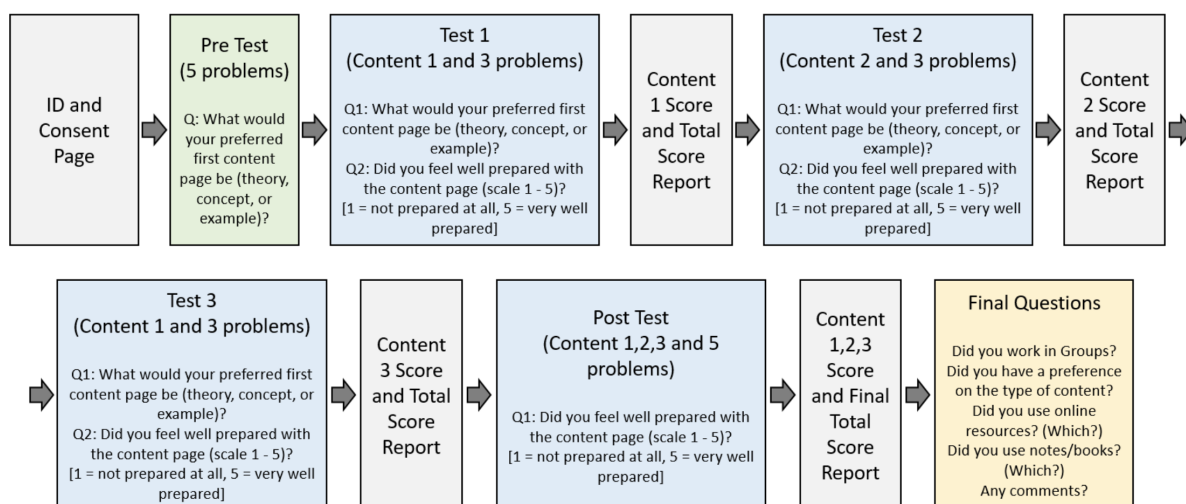 ID and
Consent
Page
Pre Test
(5 problems)
Q: What would
your preferred
first content
page be (theory,
concept, or
example)?
Test 1
(Content 1 and 3 problems)
Q1: What would your preferred first
content page be (theory, concept, or
example)?
Q2: Did you feel well prepared with
the content page (scale 1 - 5)?
[1 = not prepared at all, 5 = very well
prepared]
Content
1 Score
and Total
Score
Report
Test 2
(Content 2 and 3 problems)
Q1: What would your preferred first
content page be (theory, concept, or
example)?
Q2: Did you feel well prepared with
the content page (scale 1 - 5)?
[1 = not prepared at all, 5 = very well
prepared]
Content
2 Score
and Total
Score
Report
Test 3
(Content 1 and 3 problems)
Q1: What would your preferred first
content page be (theory, concept, or
example)?
Q2: Did you feel well prepared with
the content page (scale 1 - 5)?
[1 = not prepared at all, 5 = very well
prepared]
Content
3 Score
and Total
Score
Report
Post Test
(Content 1,2,3 and 5
problems)
Q1: Did you feel well prepared with
the content page (scale 1 - 5)?
[1 = not prepared at all, 5 = very well
prepared]
Content
1,2,3
Score
and Final
Total
Score
Report
Final Questions
Did you work in Groups?
Did you have a preference
on the type of content?
Did you use online
resources? (Which?)
Did you use notes/books?
(Which?)
Any comments?